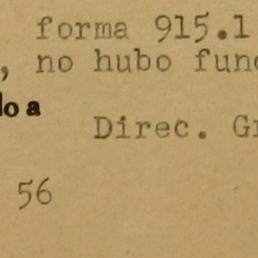 forma 915.1
, no hubo fun
lo a
Direc. G
56